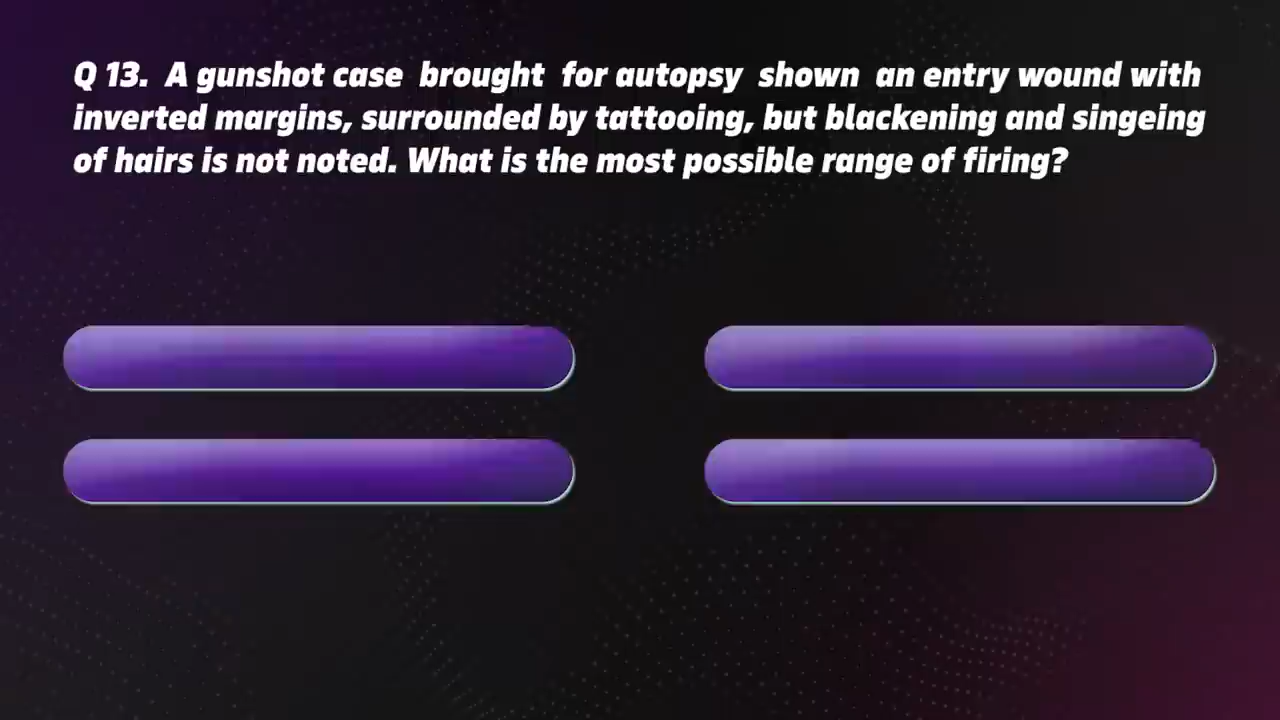 Q 13. A gunshot case brought for autopsy shown an entry wound with
inverted margins, surrounded by tattooing, but blackening and singeing
of hairs is not noted. What is the most possible range of firing?